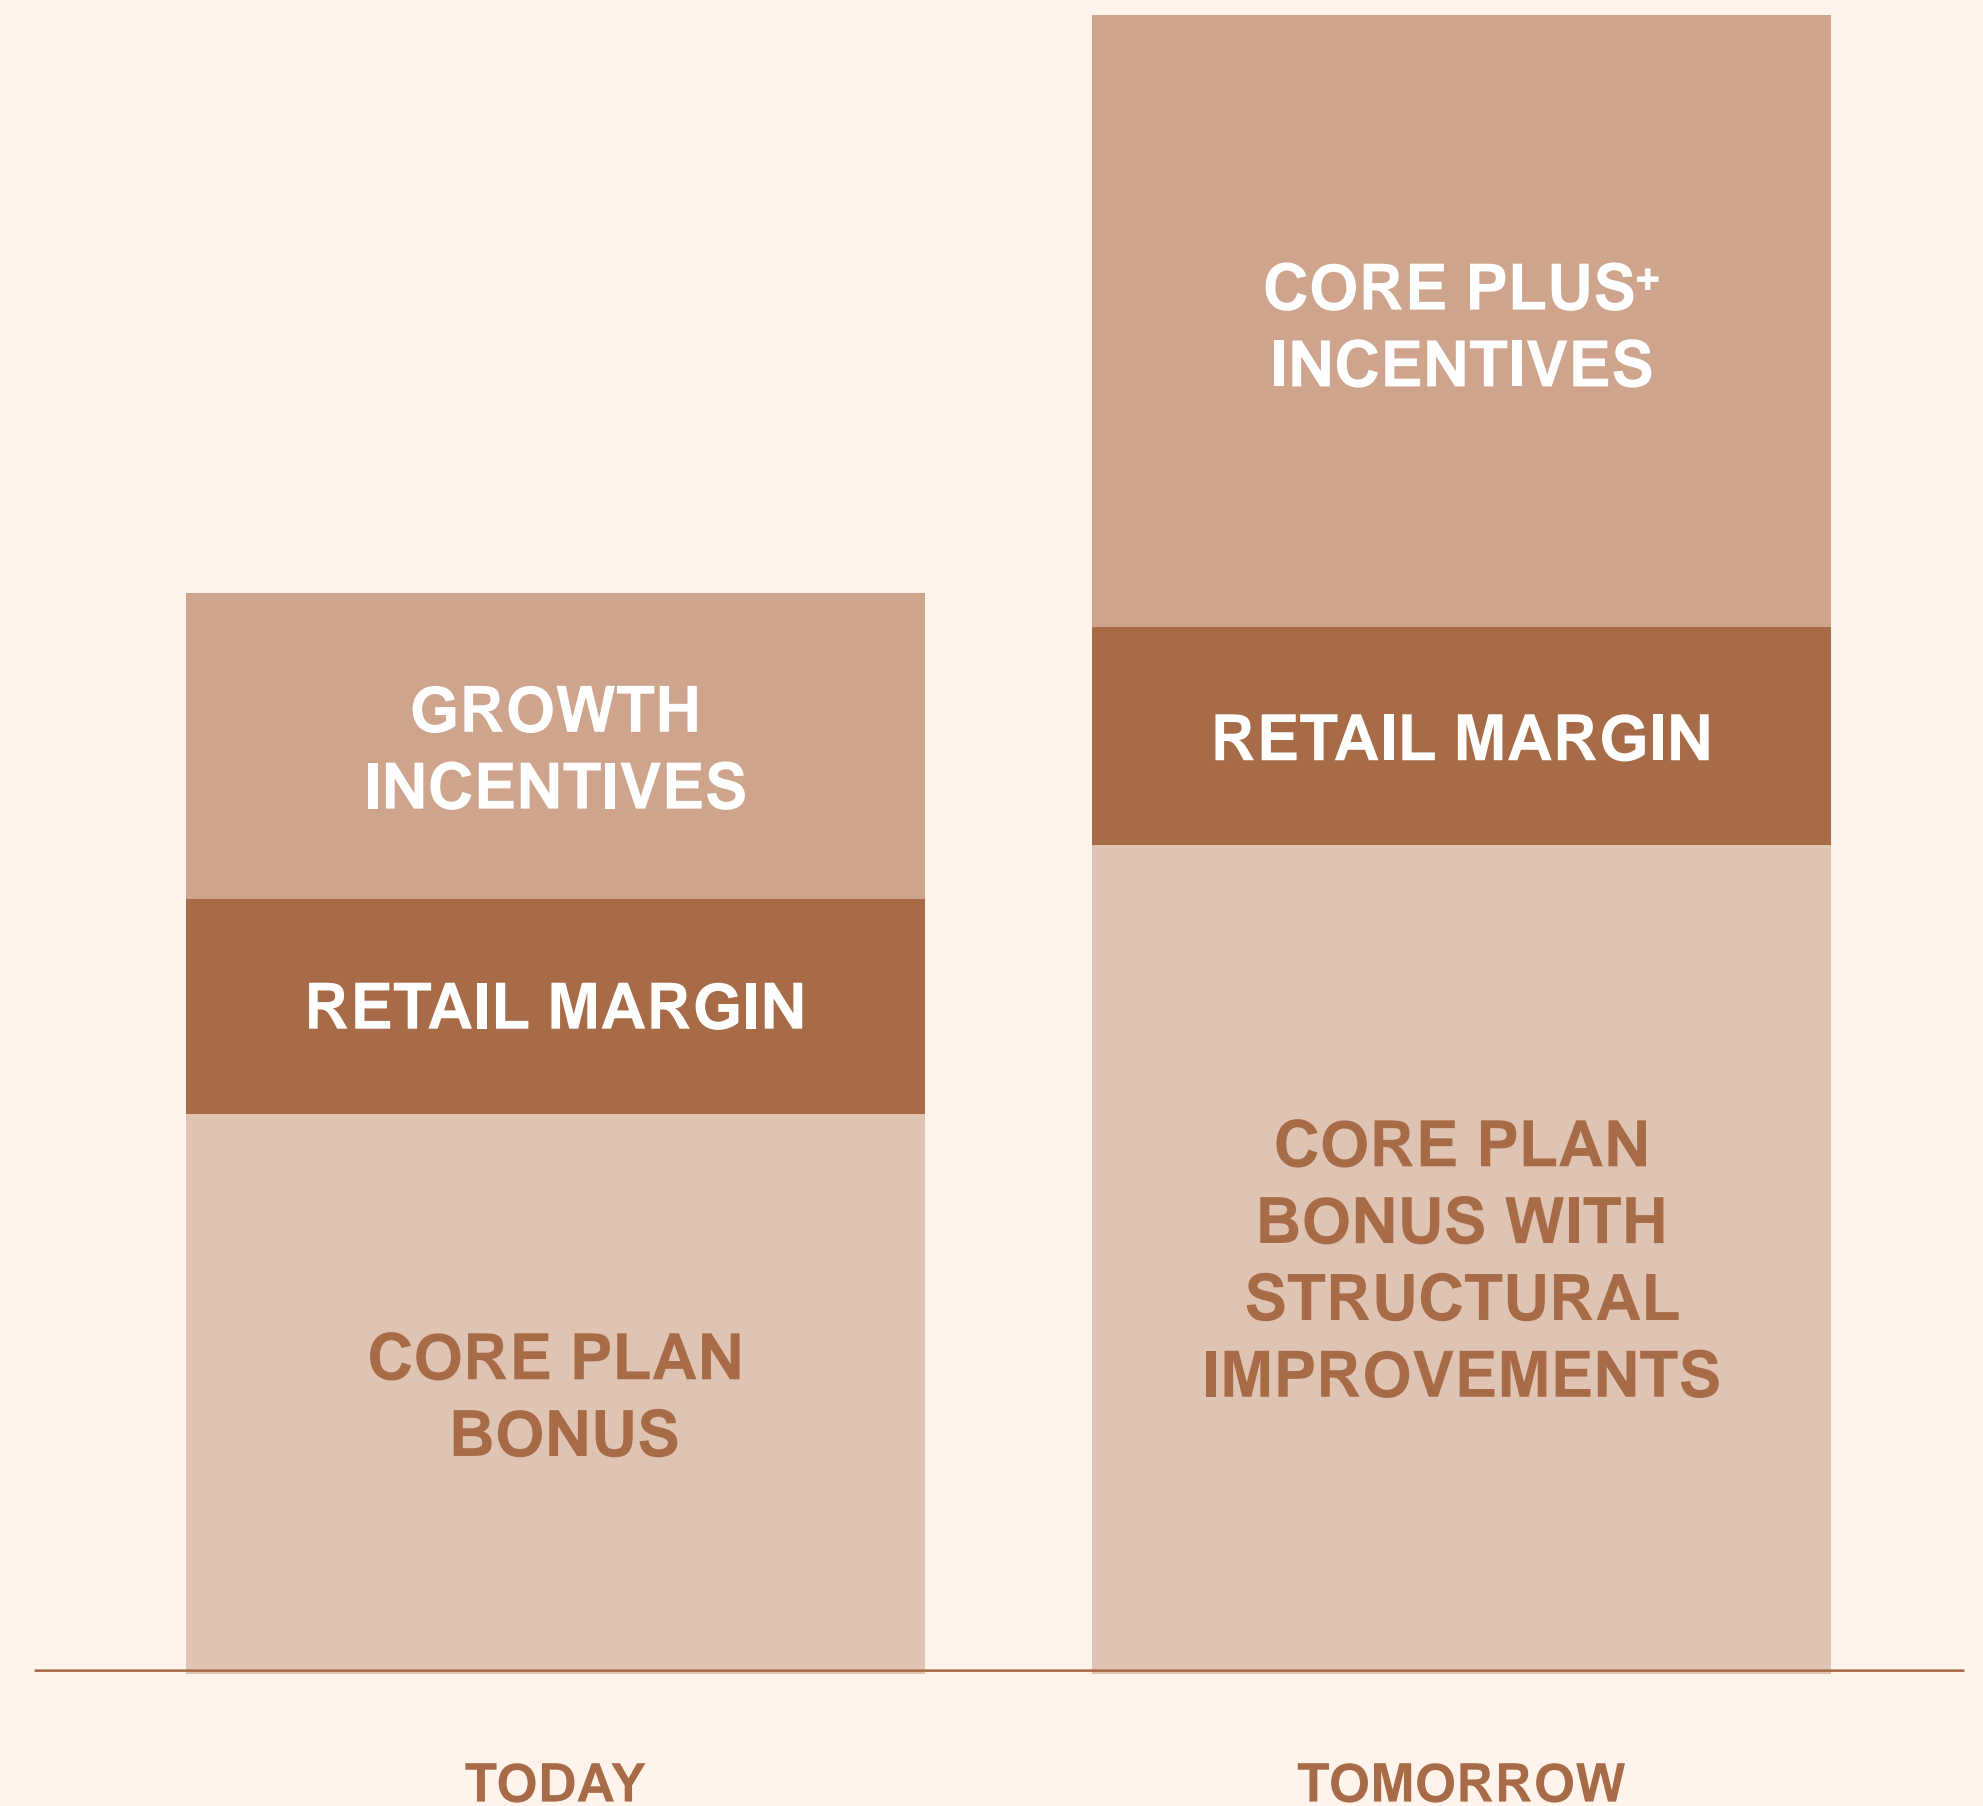 GROWTH
INCENTIVES
RETAIL MARGIN
CORE PLAN
BONUS
TODAY
CORE PLUS⁺
INCENTIVES
RETAIL MARGIN
CORE PLAN
BONUS WITH
STRUCTURAL
IMPROVEMENTS
TOMORROW